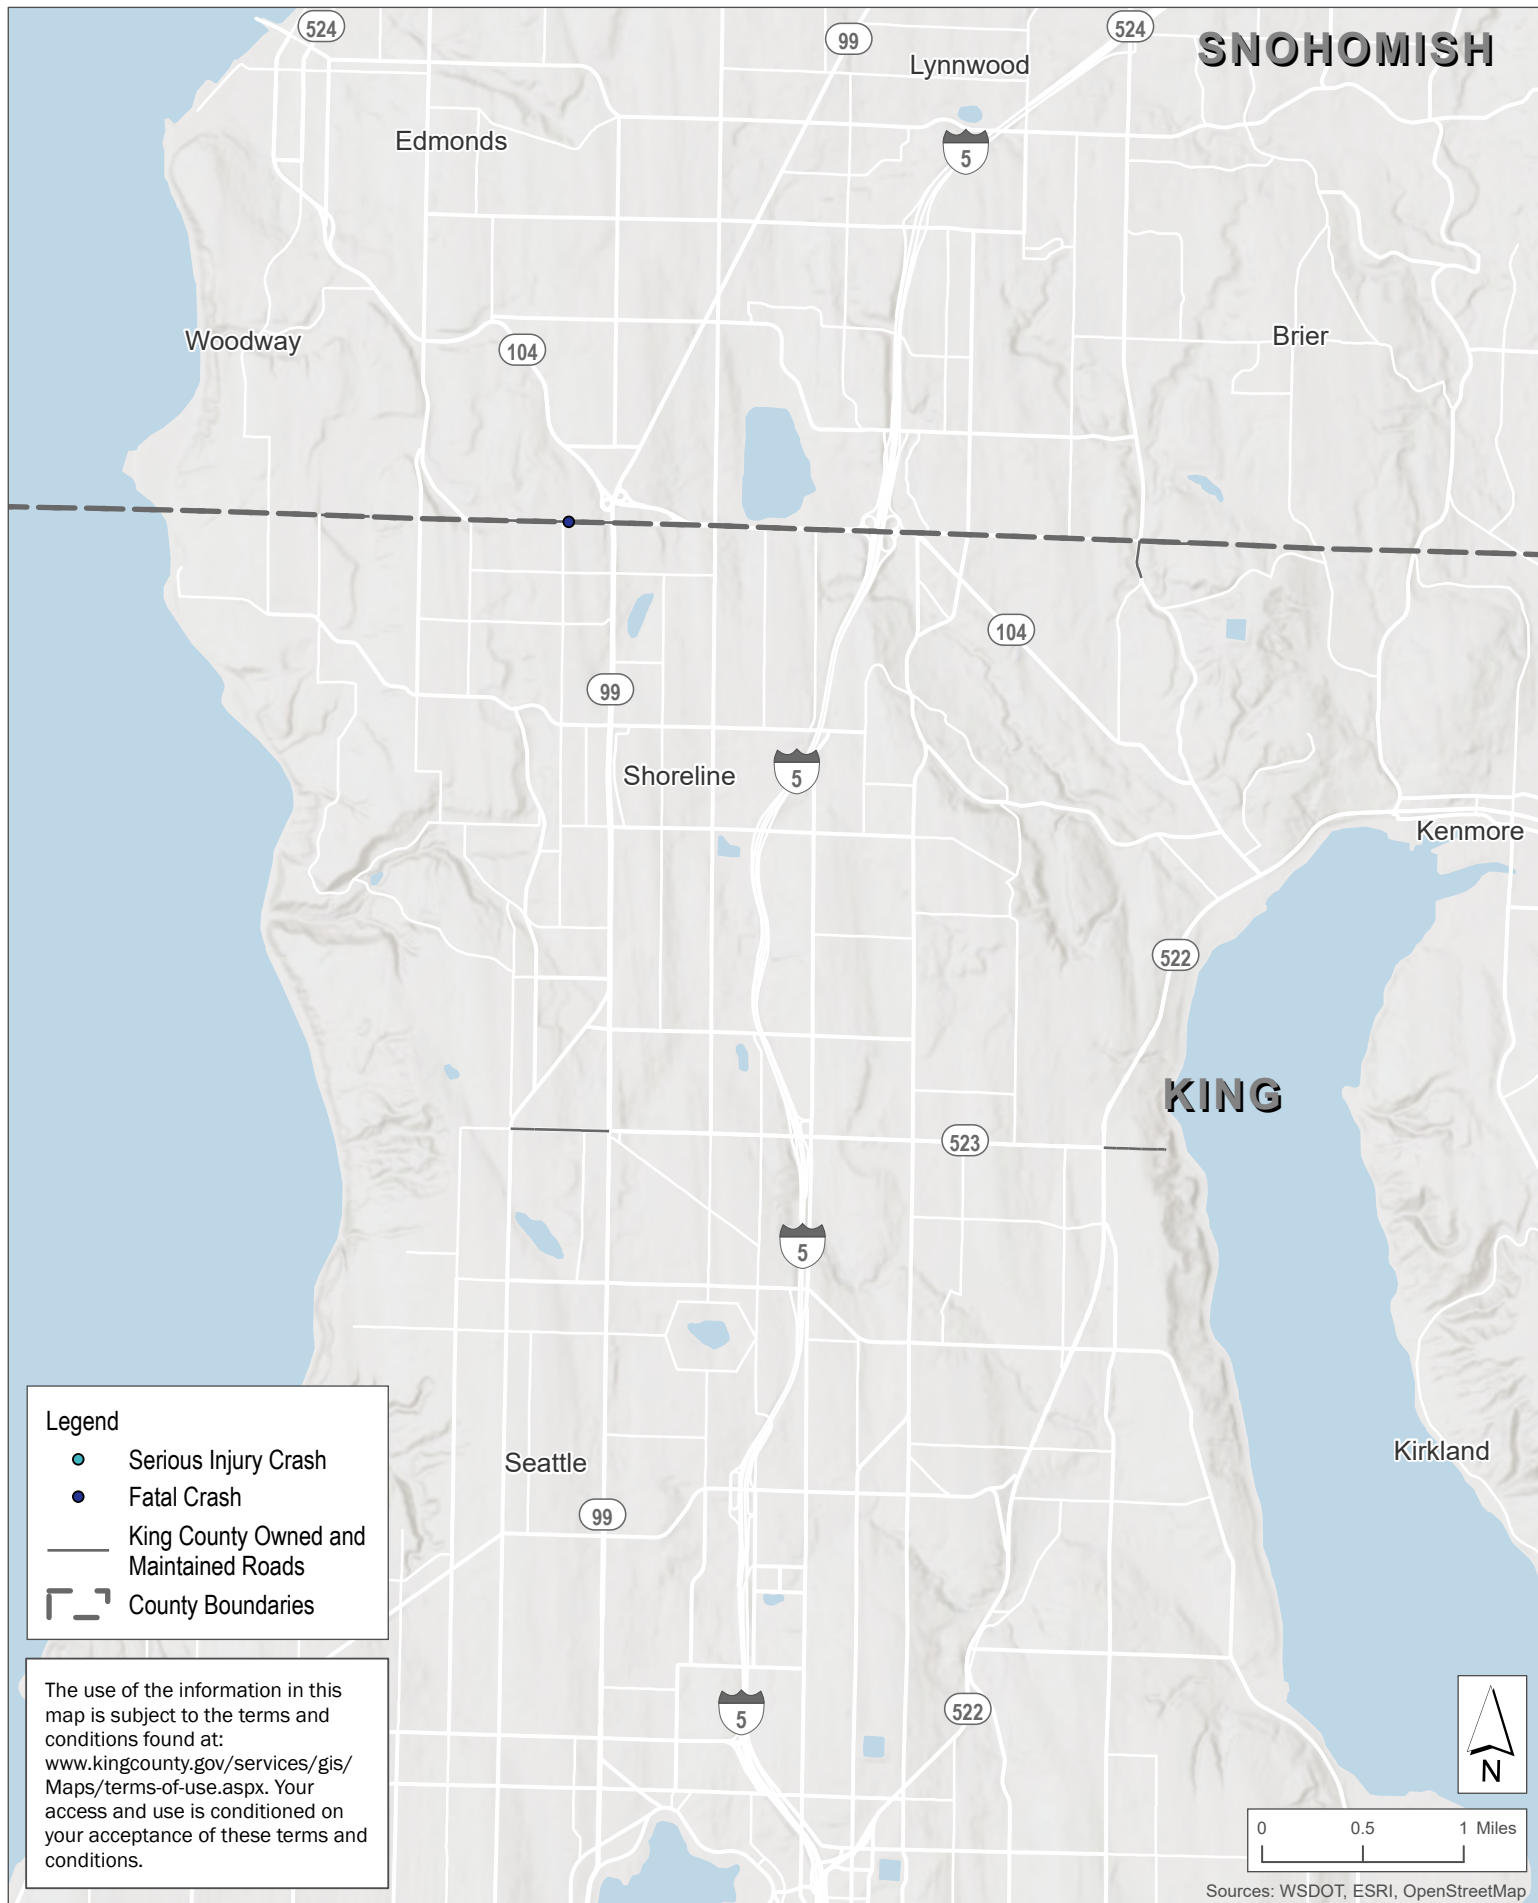 524
99
524
SNOHOMISH
Lynnwood
Edmonds
5
Woodway
104
Brier
104
99
Shoreline
5
Kenmore
522
KING
523
5
Kirkland
Seattle
99
522
5
Legend
Serious Injury Crash
Fatal Crash
King County Owned and
Maintained Roads
County Boundaries
The use of the information in this
map is subject to the terms and
conditions found at:
www.kingcounty.gov/services/gis/
Maps/terms-of-use.aspx. Your
access and use is conditioned on
your acceptance of these terms and
conditions.
N
0 0.5 1 Miles
Sources: WSDOT, ESRI, OpenStreetMap